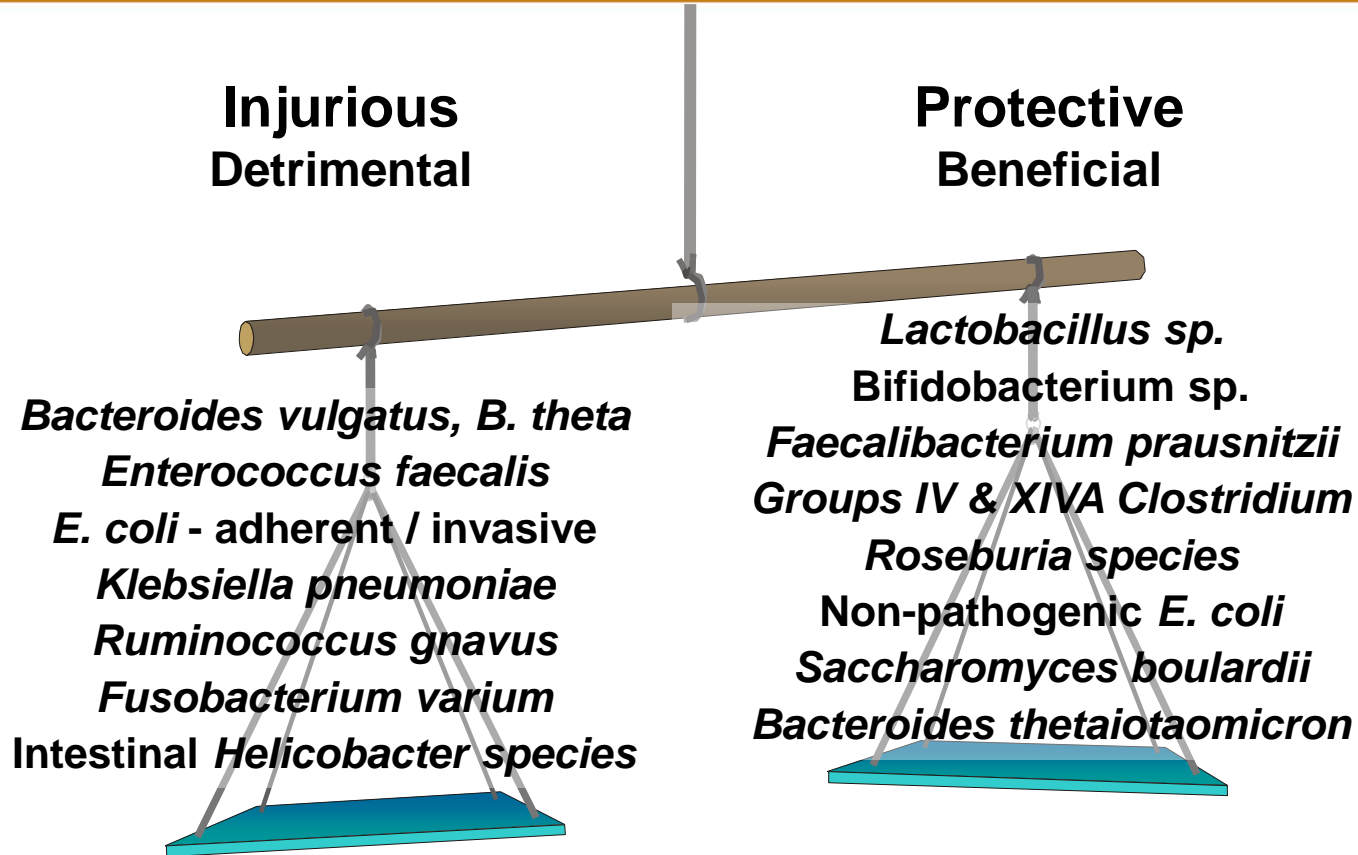 Injurious
Detrimental
Bacteroides vulgatus, B. theta
Enterococcus faecalis
E. coli - adherent / invasive
Klebsiella pneumoniae
Ruminococcus gnavus
Fusobacterium varium
Intestinal Helicobacter species
Protective
Beneficial
Lactobacillus sp.
Bifidobacterium sp.
Faecalibacterium prausnitzii
Groups IV & XIVA Clostridium
Roseburia species
Non-pathogenic E. coli
Saccharomyces boulardii
Bacteroides thetaiotaomicron